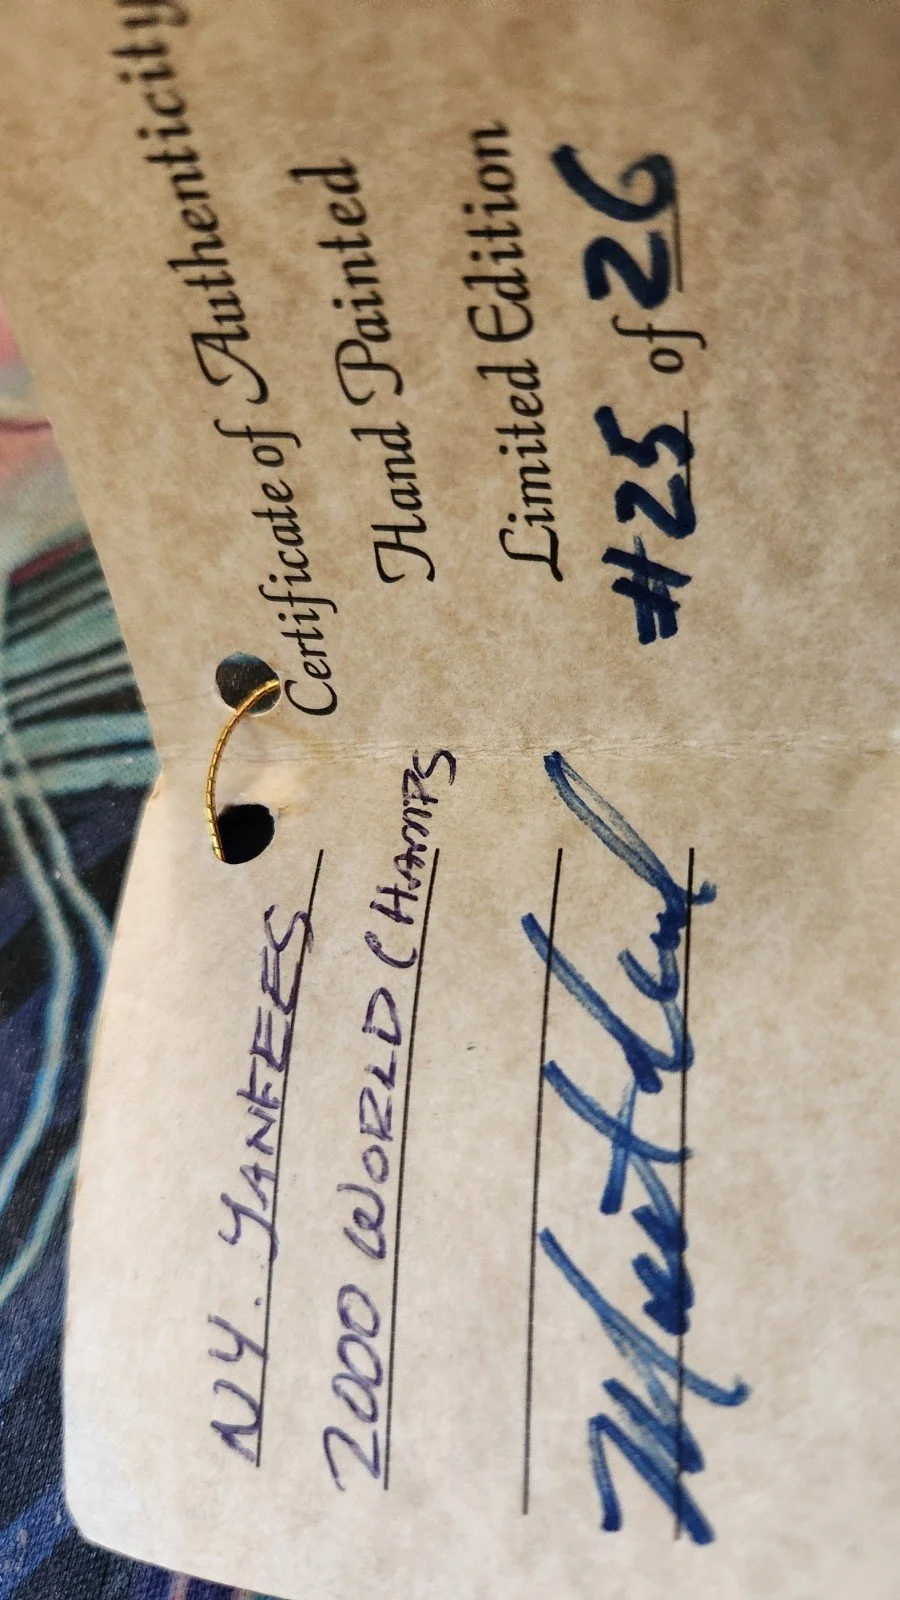 N.Y. YANKEES
2000 WORLD CHAMPS
Certificate of Authenticity
Hand Painted
Limited Edition
#25 of 26